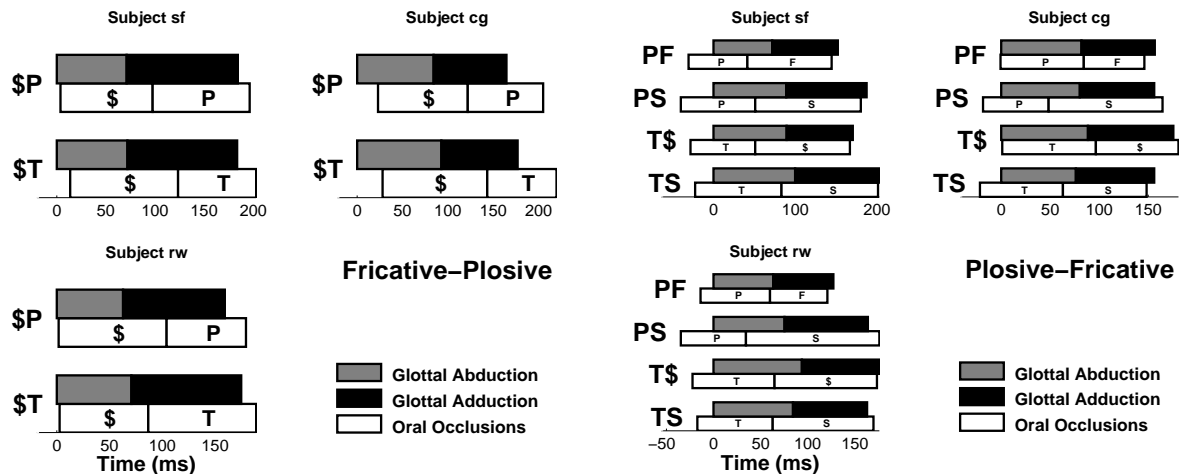 Subject sf
$P
$ P
$T
$ T
0 50 100 150 200
Subject cg
$P
$ P
$T
$ T
0 50 100 150 200
Subject rw
$P
$ P
$T
$ T
0 50 100 150
Time (ms)
Fricative–Plosive
Glottal Abduction
Glottal Adduction
Oral Occlusions
Subject sf
PF
P F
PS
P S
T$
T $
TS
T S
0 100 200
Subject cg
PF
P F
PS
P S
T$
T $
TS
T S
0 50 100 150
Subject rw
PF
P F
PS
P S
T$
T $
TS
T S
−50 0 50 100 150
Time (ms)
Plosive–Fricative
Glottal Abduction
Glottal Adduction
Oral Occlusions